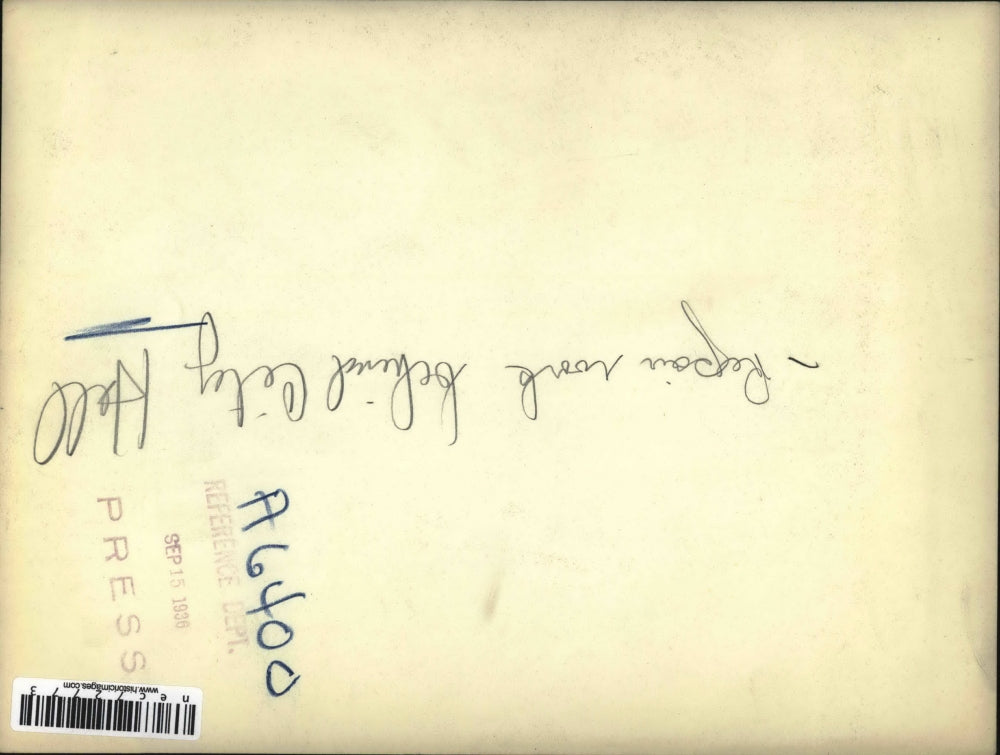 - Repair work behind City Hall
A6400
REFERENCE DEPT.
SEP 15 1936
PRESS
www.historicimages.com